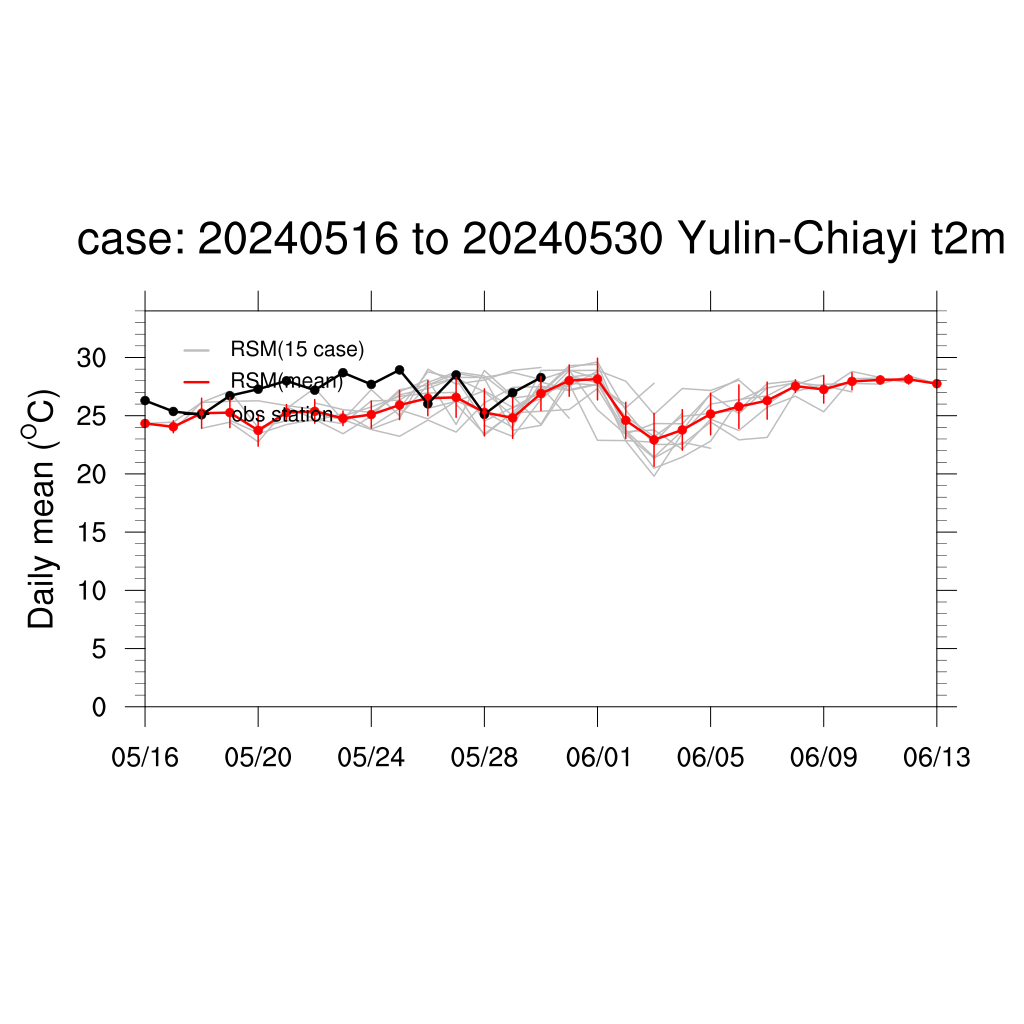 case: 20240516 to 20240530 Yulin-Chiayi t2m
RSM(15 case)
RSM(mean)
obs station
Daily mean (°C)
30
25
20
15
10
5
0
05/16 05/20 05/24 05/28 06/01 06/05 06/09 06/13